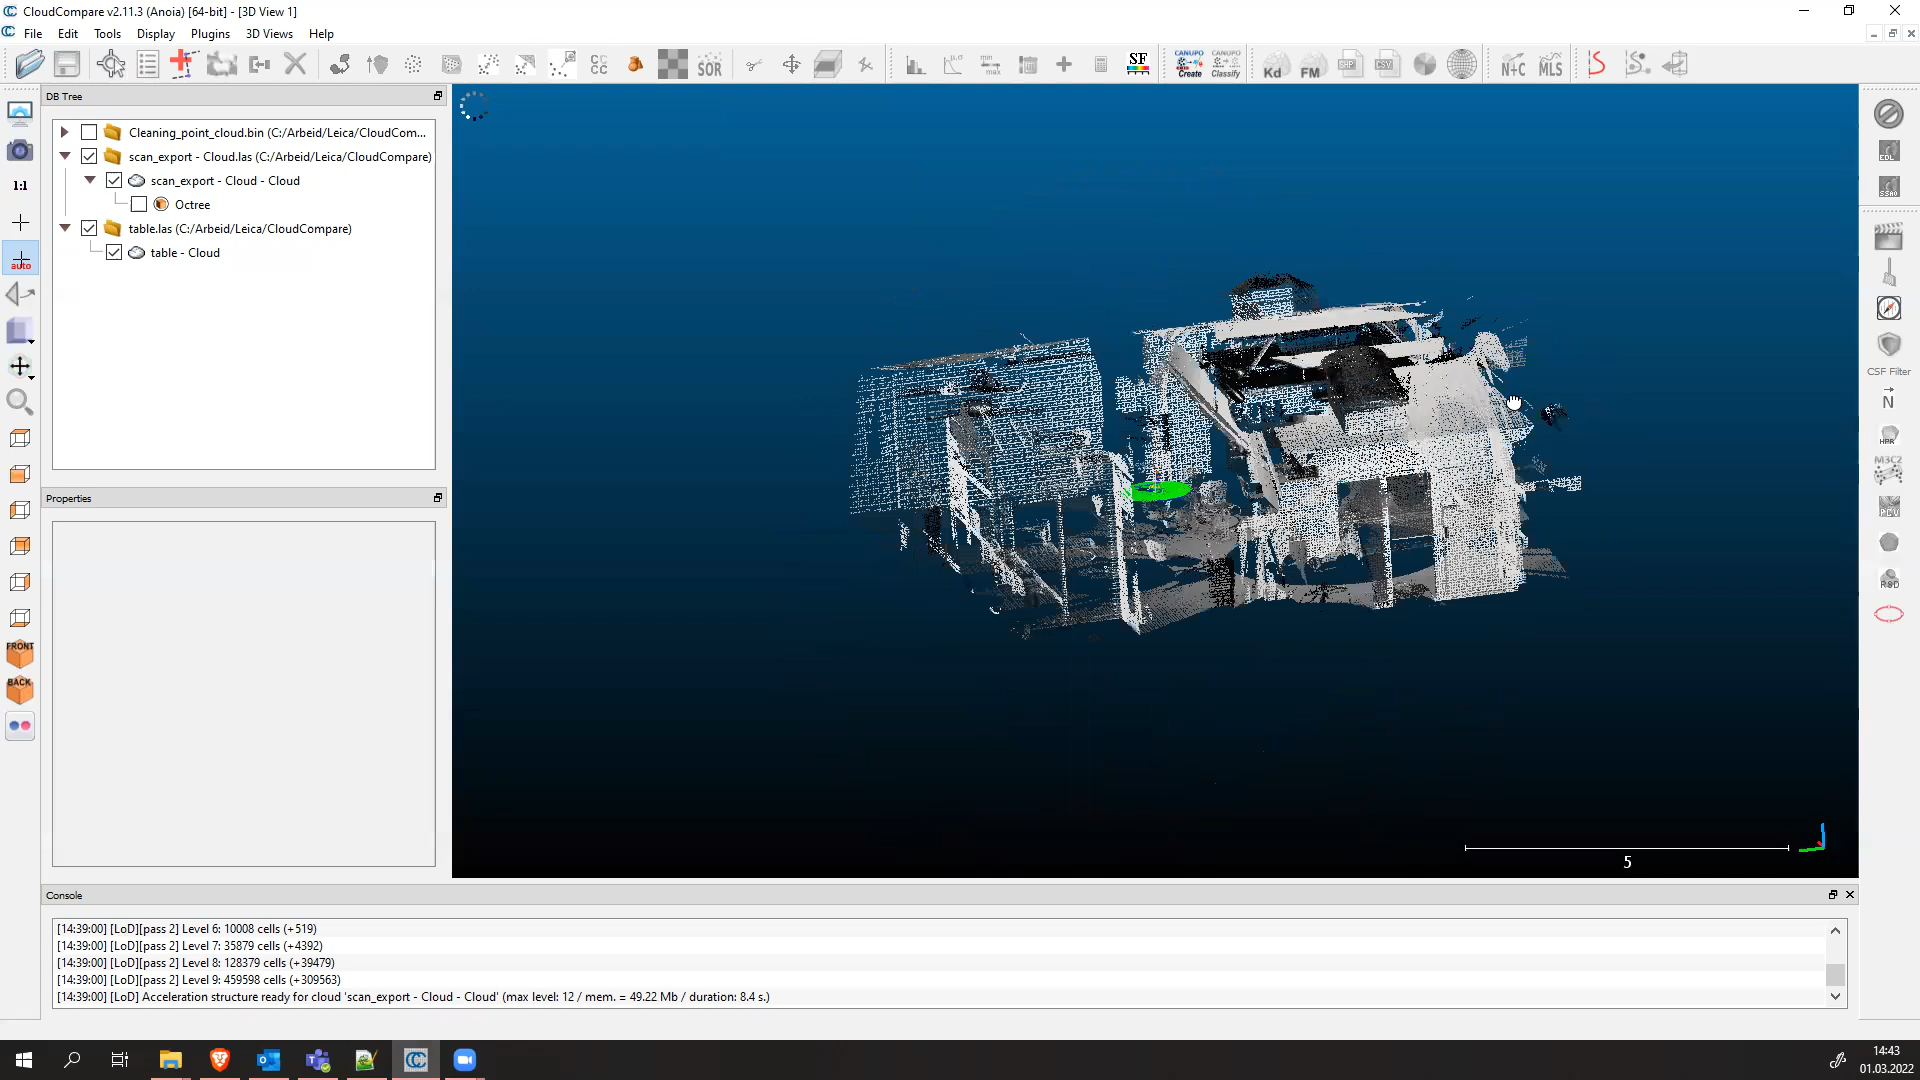 CloudCompare v2.11.3 (Anoia) [64-bit] - [3D View 1]
File Edit Tools Display Plugins 3D Views Help
SOR
SF
CANUPO Create
CANUPO Classify
Kd
FM
SHP
CSV
N+C
MLS
DB Tree
Cleaning_point_cloud.bin (C:/Arbeid/Leica/CloudCom...
scan_export - Cloud.las (C:/Arbeid/Leica/CloudCompare)
scan_export - Cloud - Cloud
Octree
table.las (C:/Arbeid/Leica/CloudCompare)
table - Cloud
1:1
auto
FRONT
BACK
Properties
5
EDL
SSAO
CSF Filter
N
HPR
M3C2
PCV
RSD
Console
[14:39:00] [LoD][pass 2] Level 6: 10008 cells (+519)
[14:39:00] [LoD][pass 2] Level 7: 35879 cells (+4392)
[14:39:00] [LoD][pass 2] Level 8: 128379 cells (+39479)
[14:39:00] [LoD][pass 2] Level 9: 459598 cells (+309563)
[14:39:00] [LoD] Acceleration structure ready for cloud 'scan_export - Cloud - Cloud' (max level: 12 / mem. = 49.22 Mb / duration: 8.4 s.)
14:43
01.03.2022